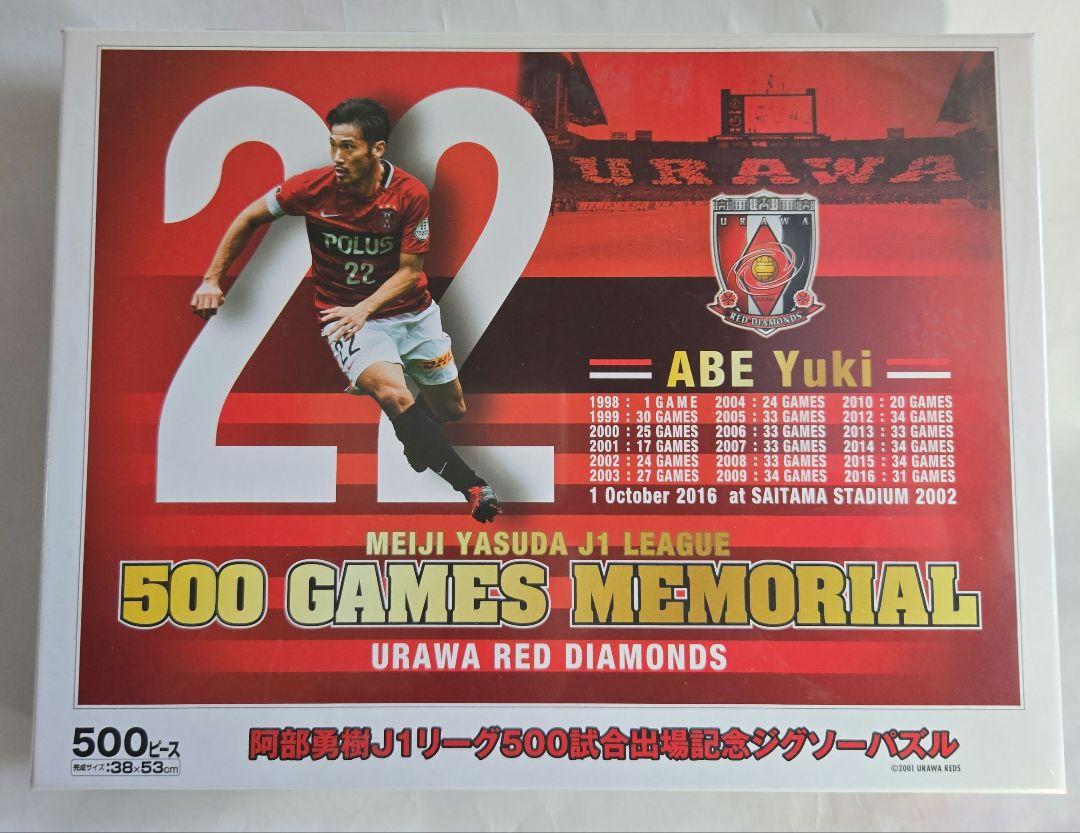 22
URAWA
URAWA
SAITAMA
RED DIAMONDS
POLUS
22
22
DHL
ABE Yuki
1998 : 1 GAME 2004 : 24 GAMES 2010 : 20 GAMES
1999 : 30 GAMES 2005 : 33 GAMES 2012 : 34 GAMES
2000 : 25 GAMES 2006 : 33 GAMES 2013 : 33 GAMES
2001 : 17 GAMES 2007 : 33 GAMES 2014 : 34 GAMES
2002 : 24 GAMES 2008 : 33 GAMES 2015 : 34 GAMES
2003 : 27 GAMES 2009 : 34 GAMES 2016 : 31 GAMES
1 October 2016 at SAITAMA STADIUM 2002
MEIJI YASUDA J1 LEAGUE
500 GAMES MEMORIAL
URAWA RED DIAMONDS
500ピース
完成サイズ:38×53cm
阿部勇樹J1リーグ500試合出場記念ジグソーパズル
©2001 URAWA REDS